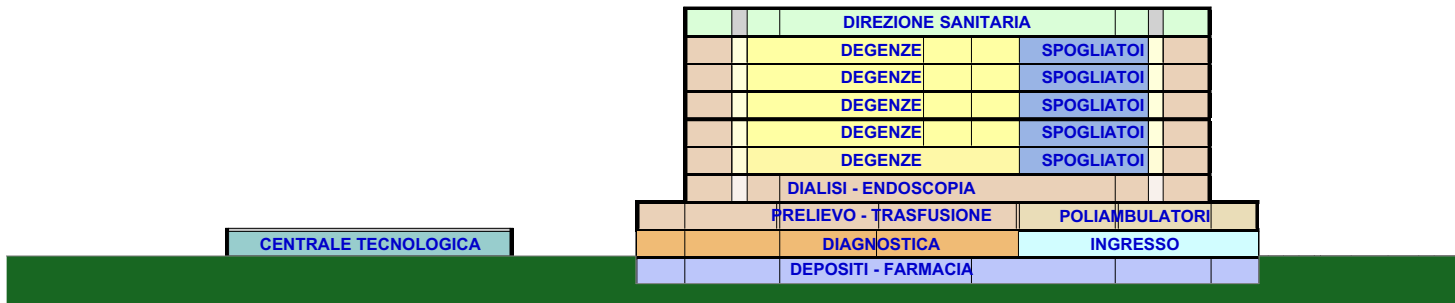 DIREZIONE SANITARIA
DEGENZE SPOGLIATOI
DEGENZE SPOGLIATOI
DEGENZE SPOGLIATOI
DEGENZE SPOGLIATOI
DEGENZE SPOGLIATOI
DIALISI - ENDOSCOPIA
PRELIEVO - TRASFUSIONE POLIAMBULATORI
CENTRALE TECNOLOGICA DIAGNOSTICA INGRESSO
DEPOSITI - FARMACIA